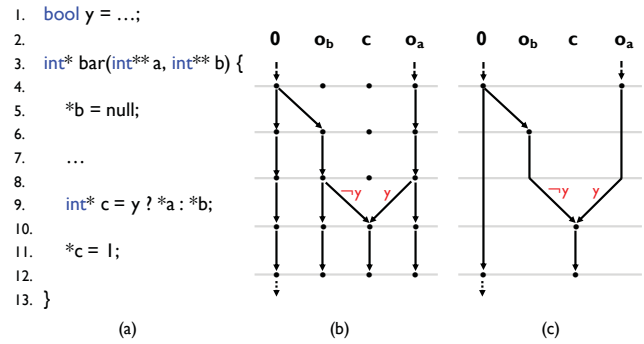 1. bool y = …;
2.
3. int* bar(int** a, int** b) {
4.
5. *b = null;
6.
7. …
8.
9. int* c = y ? *a : *b;
10.
11. *c = 1;
12.
13. }
(a)
0 o_b c o_a
¬y y
(b)
0 o_b c o_a
¬y y
(c)